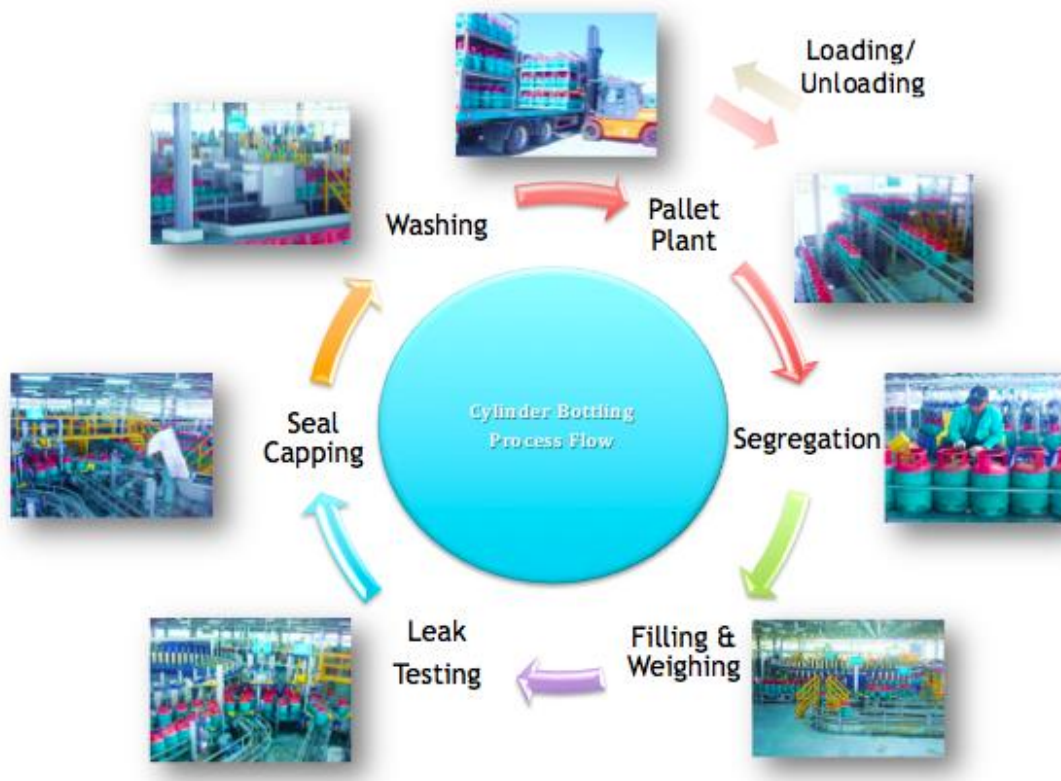 Loading/
Unloading
Pallet
Plant
Segregation
Filling &
Weighing
Leak
Testing
Seal
Capping
Washing
Cylinder Bottling
Process Flow